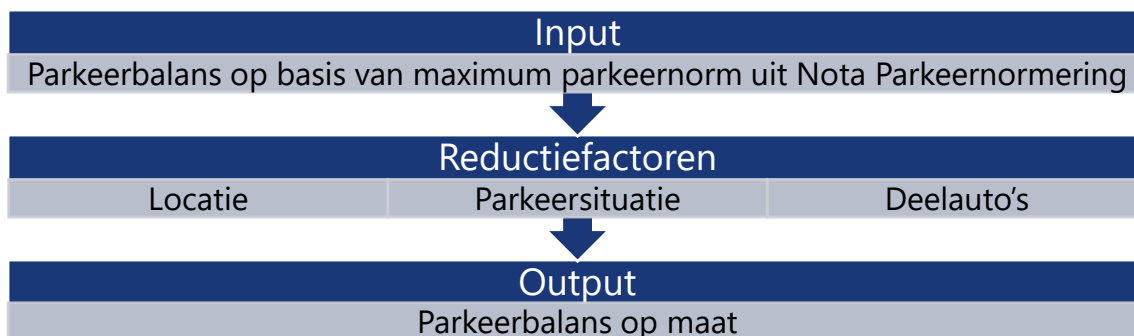 Input
Parkeerbalans op basis van maximum parkeernorm uit Nota Parkeernormering
Reductiefactoren
Locatie Parkeersituatie Deelauto's
Output
Parkeerbalans op maat